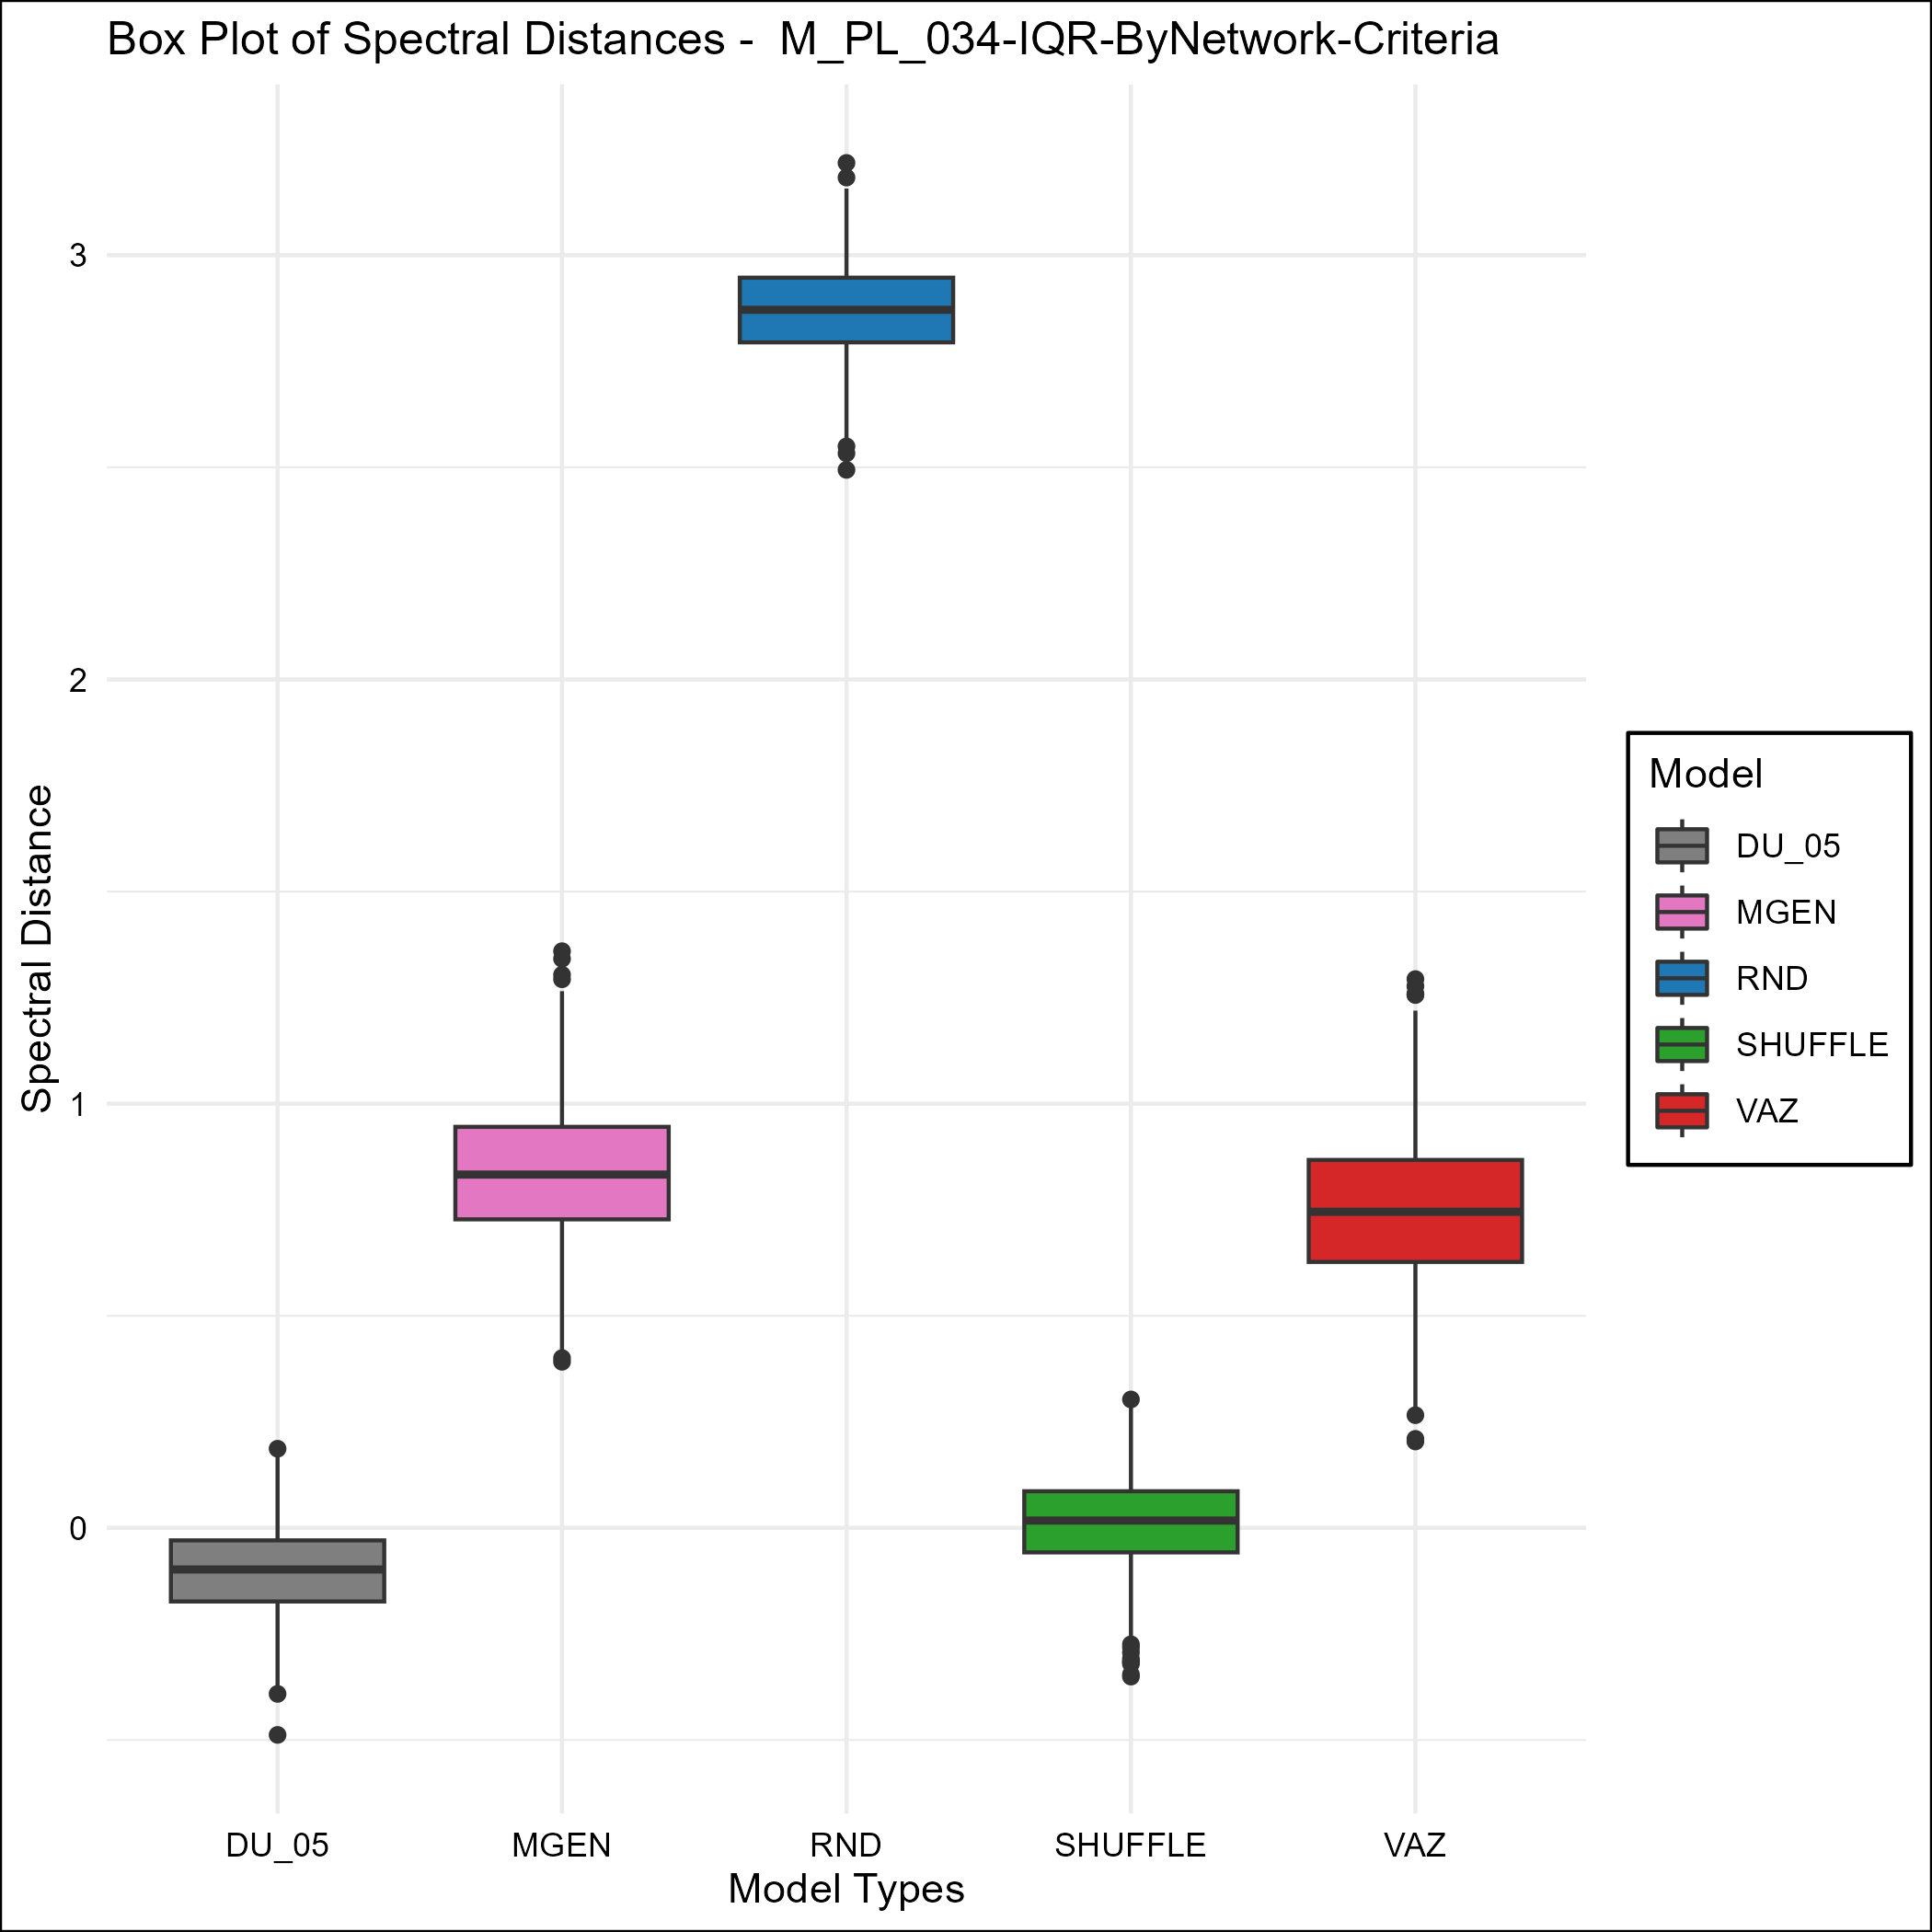 Box Plot of Spectral Distances -  M_PL_034-IQR-ByNetwork-Criteria
3
2
1
0
Spectral Distance
DU_05
MGEN
RND
SHUFFLE
VAZ
Model Types
Model
DU_05
MGEN
RND
SHUFFLE
VAZ